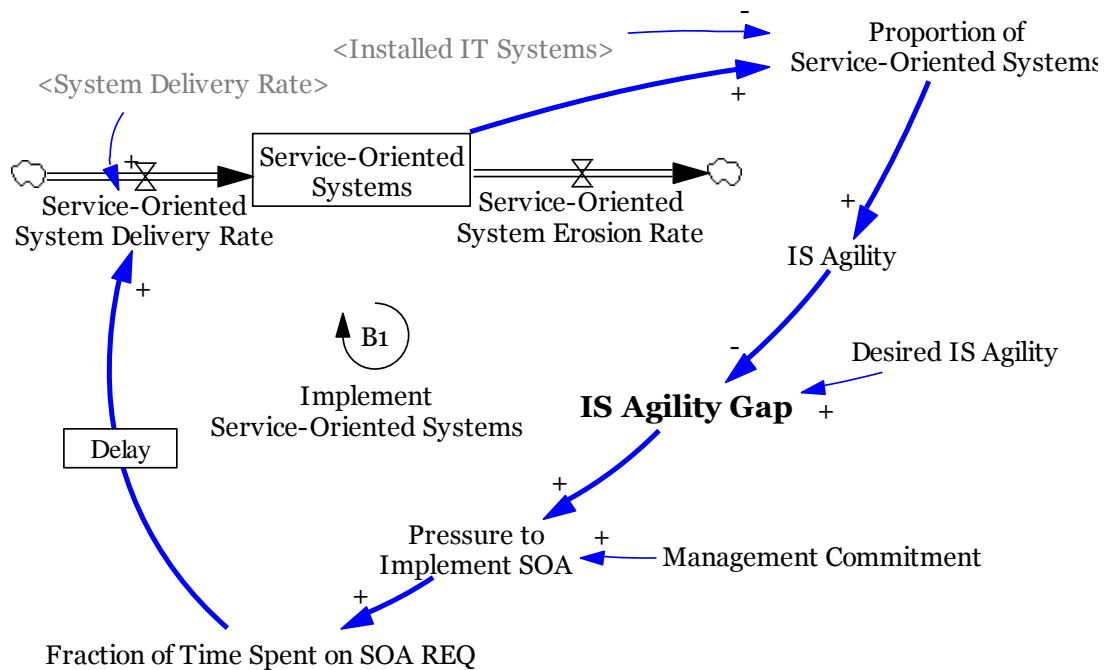 -
<Installed IT Systems>
Proportion of
Service-Oriented Systems
+
<System Delivery Rate>
+
Service-Oriented
Systems
Service-Oriented
System Delivery Rate
Service-Oriented
System Erosion Rate
+
IS Agility
+
B1
Implement
Service-Oriented Systems
-
Desired IS Agility
IS Agility Gap
+
Delay
+
Pressure to
Implement SOA
+
Management Commitment
+
Fraction of Time Spent on SOA REQ